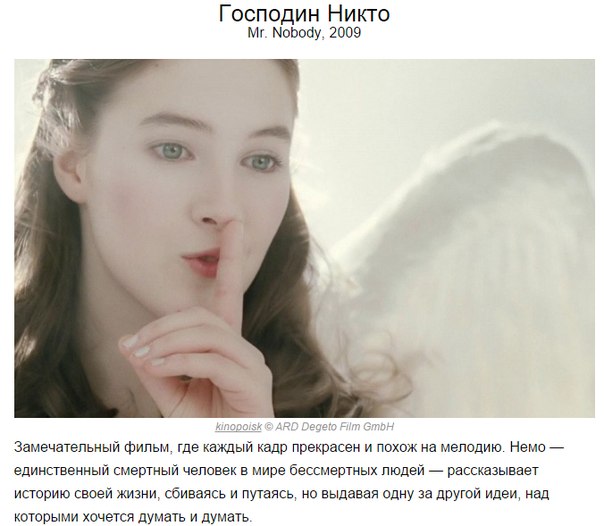 Господин Никто
Mr. Nobody, 2009
kinopoisk © ARD Degeto Film GmbH
Замечательный фильм, где каждый кадр прекрасен и похож на мелодию. Немо —
единственный смертный человек в мире бессмертных людей — рассказывает
историю своей жизни, сбиваясь и путаясь, но выдавая одну за другой идеи, над
которыми хочется думать и думать.